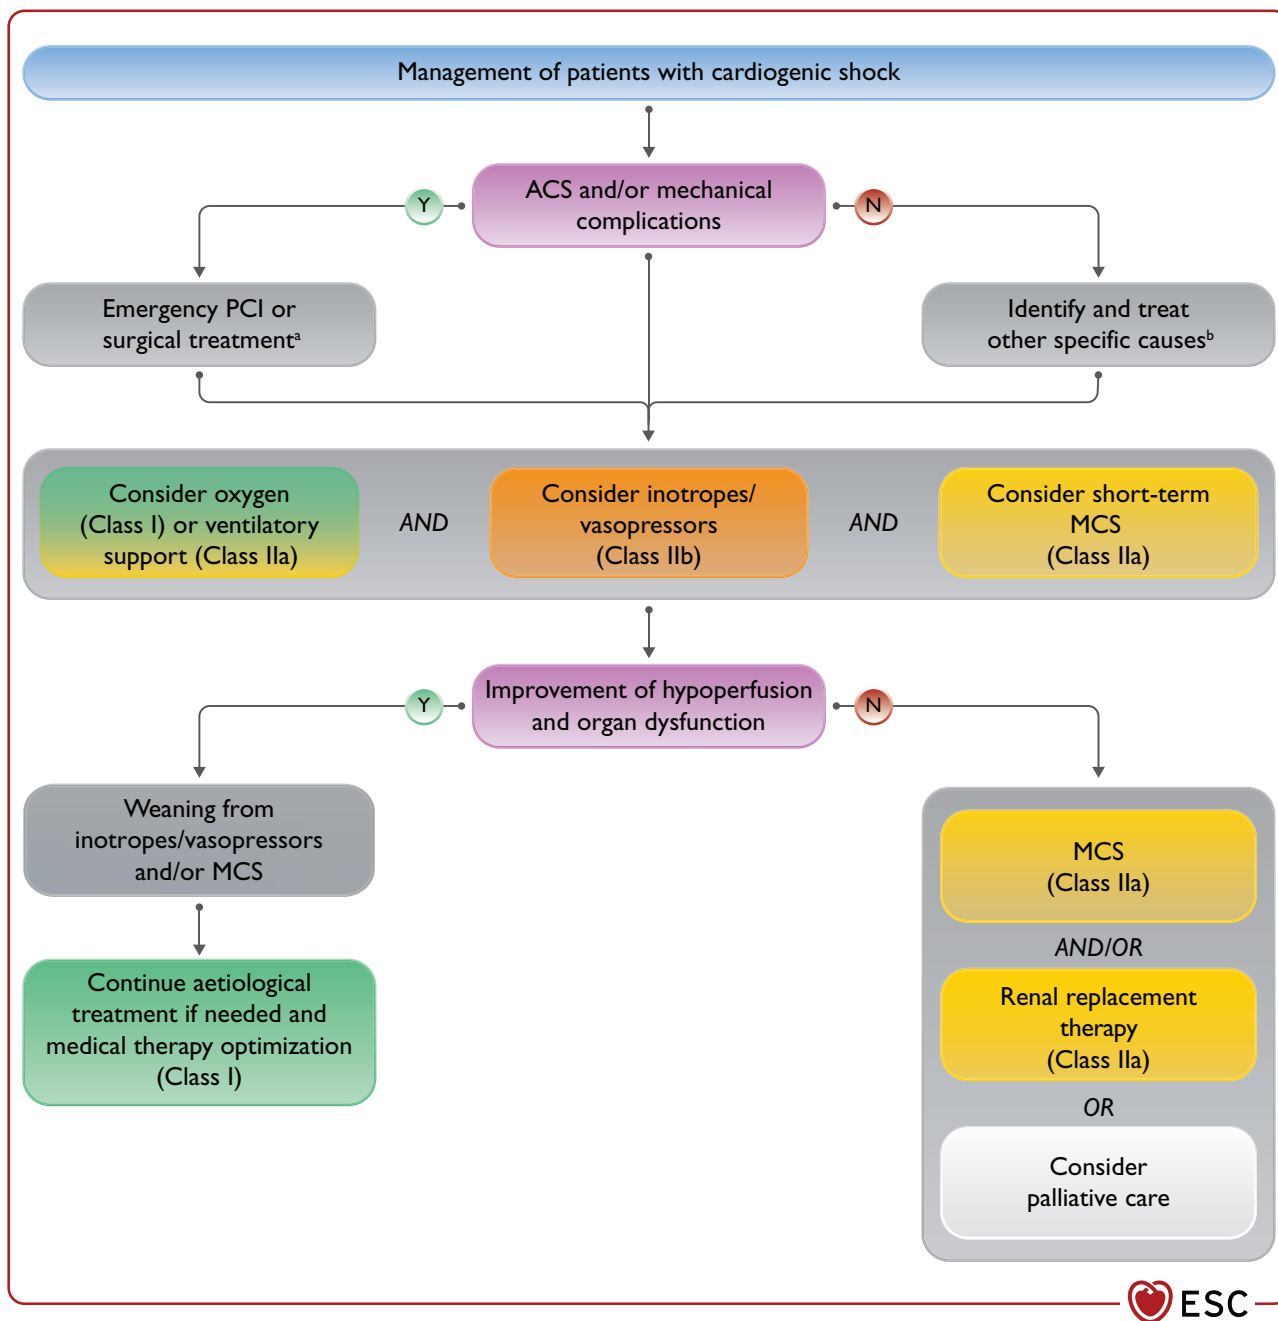 Management of patients with cardiogenic shock
ACS and/or mechanical
complications
Y
N
Emergency PCI or
surgical treatmentᵃ
Identify and treat
other specific causesᵇ
Consider oxygen
(Class I) or ventilatory
support (Class IIa)
AND
Consider inotropes/
vasopressors
(Class IIb)
AND
Consider short-term
MCS
(Class IIa)
Improvement of hypoperfusion
and organ dysfunction
Y
N
Weaning from
inotropes/vasopressors
and/or MCS
Continue aetiological
treatment if needed and
medical therapy optimization
(Class I)
MCS
(Class IIa)
AND/OR
Renal replacement
therapy
(Class IIa)
OR
Consider
palliative care
ESC